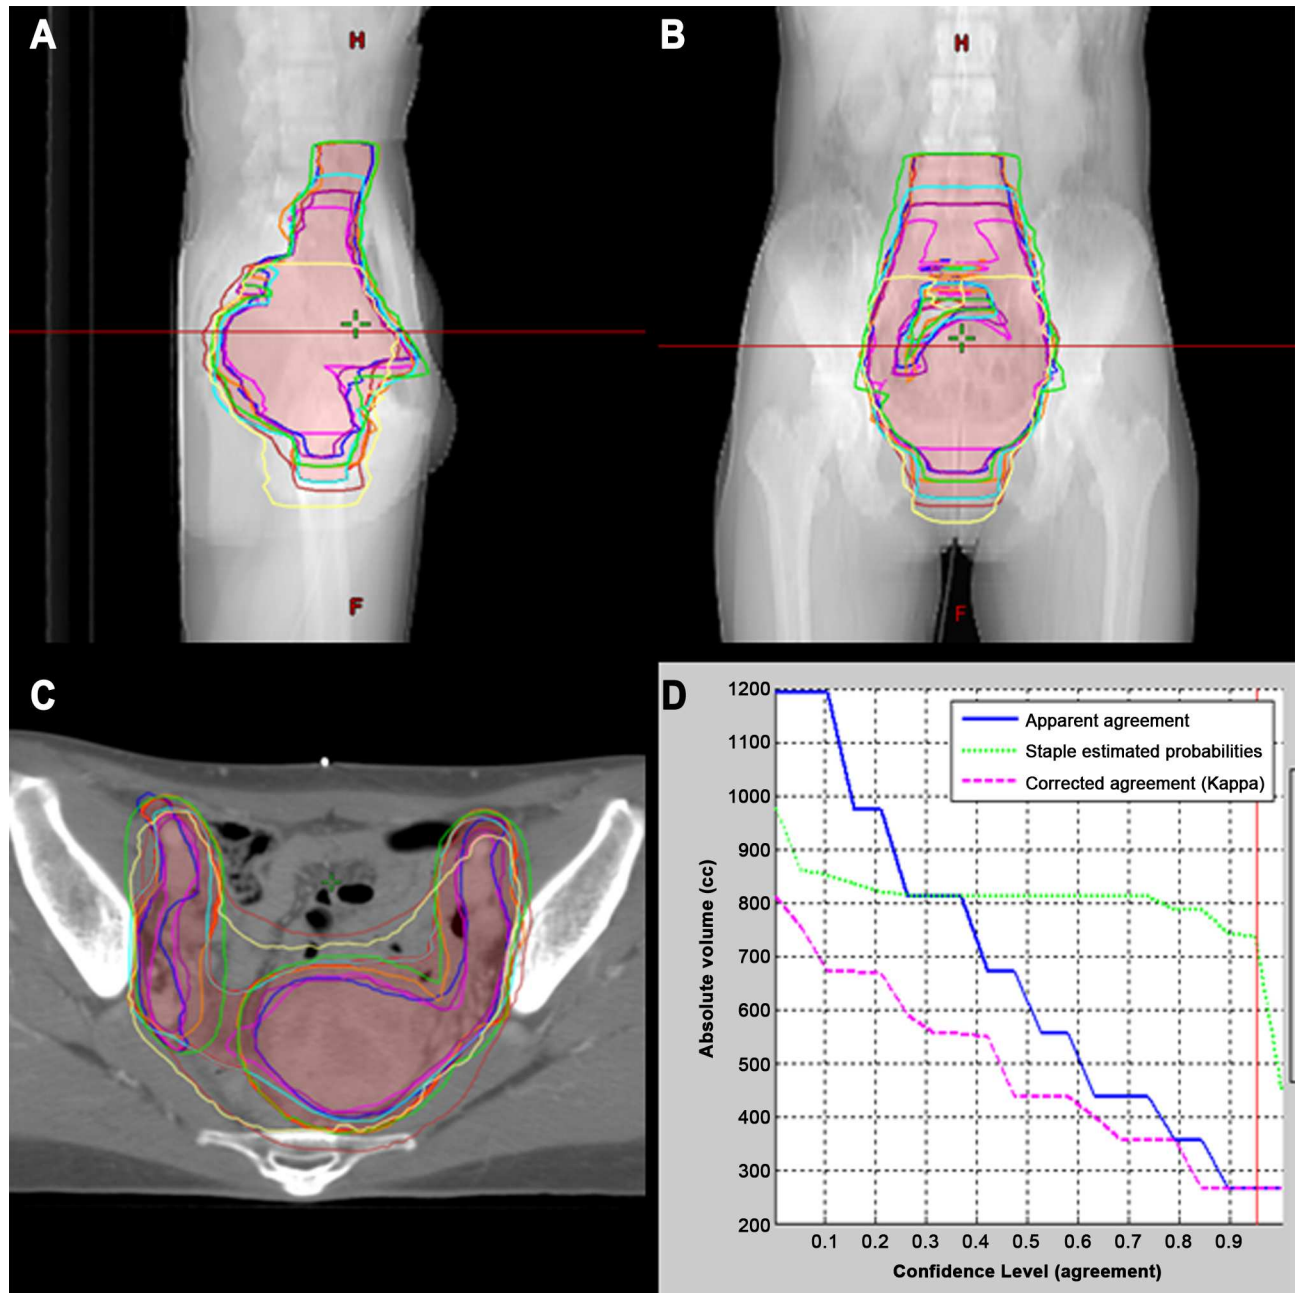 A
H
F
B
H
F
C
D
1200
1100
1000
900
800
700
600
500
400
300
200
Absolute volume (cc)
Apparent agreement
Staple estimated probabilities
Corrected agreement (Kappa)
0.1 0.2 0.3 0.4 0.5 0.6 0.7 0.8 0.9
Confidence Level (agreement)